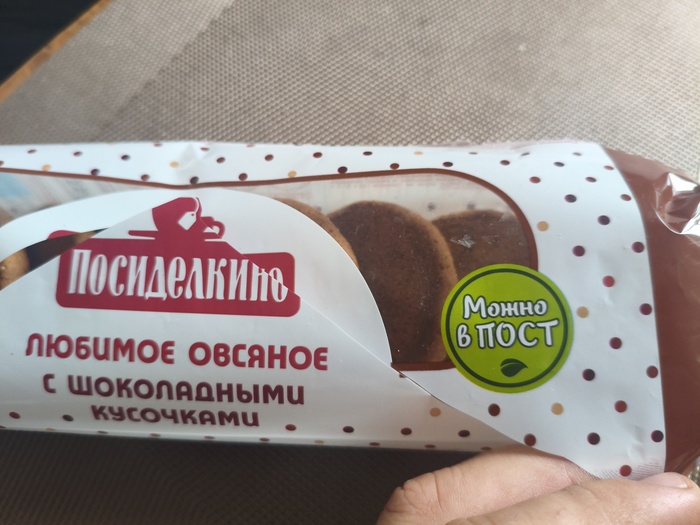 Посиделкино
ЛЮБИМОЕ ОВСЯНОЕ
С ШОКОЛАДНЫМИ
КУСОЧКАМИ
Можно
в ПОСТ